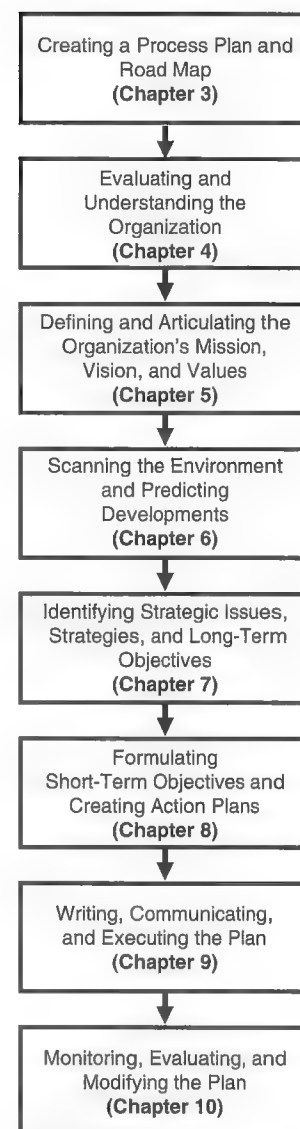 Creating a Process Plan and
Road Map
(Chapter 3)
Evaluating and
Understanding the
Organization
(Chapter 4)
Defining and Articulating the
Organization's Mission,
Vision, and Values
(Chapter 5)
Scanning the Environment
and Predicting
Developments
(Chapter 6)
Identifying Strategic Issues,
Strategies, and Long-Term
Objectives
(Chapter 7)
Formulating
Short-Term Objectives and
Creating Action Plans
(Chapter 8)
Writing, Communicating,
and Executing the Plan
(Chapter 9)
Monitoring, Evaluating, and
Modifying the Plan
(Chapter 10)